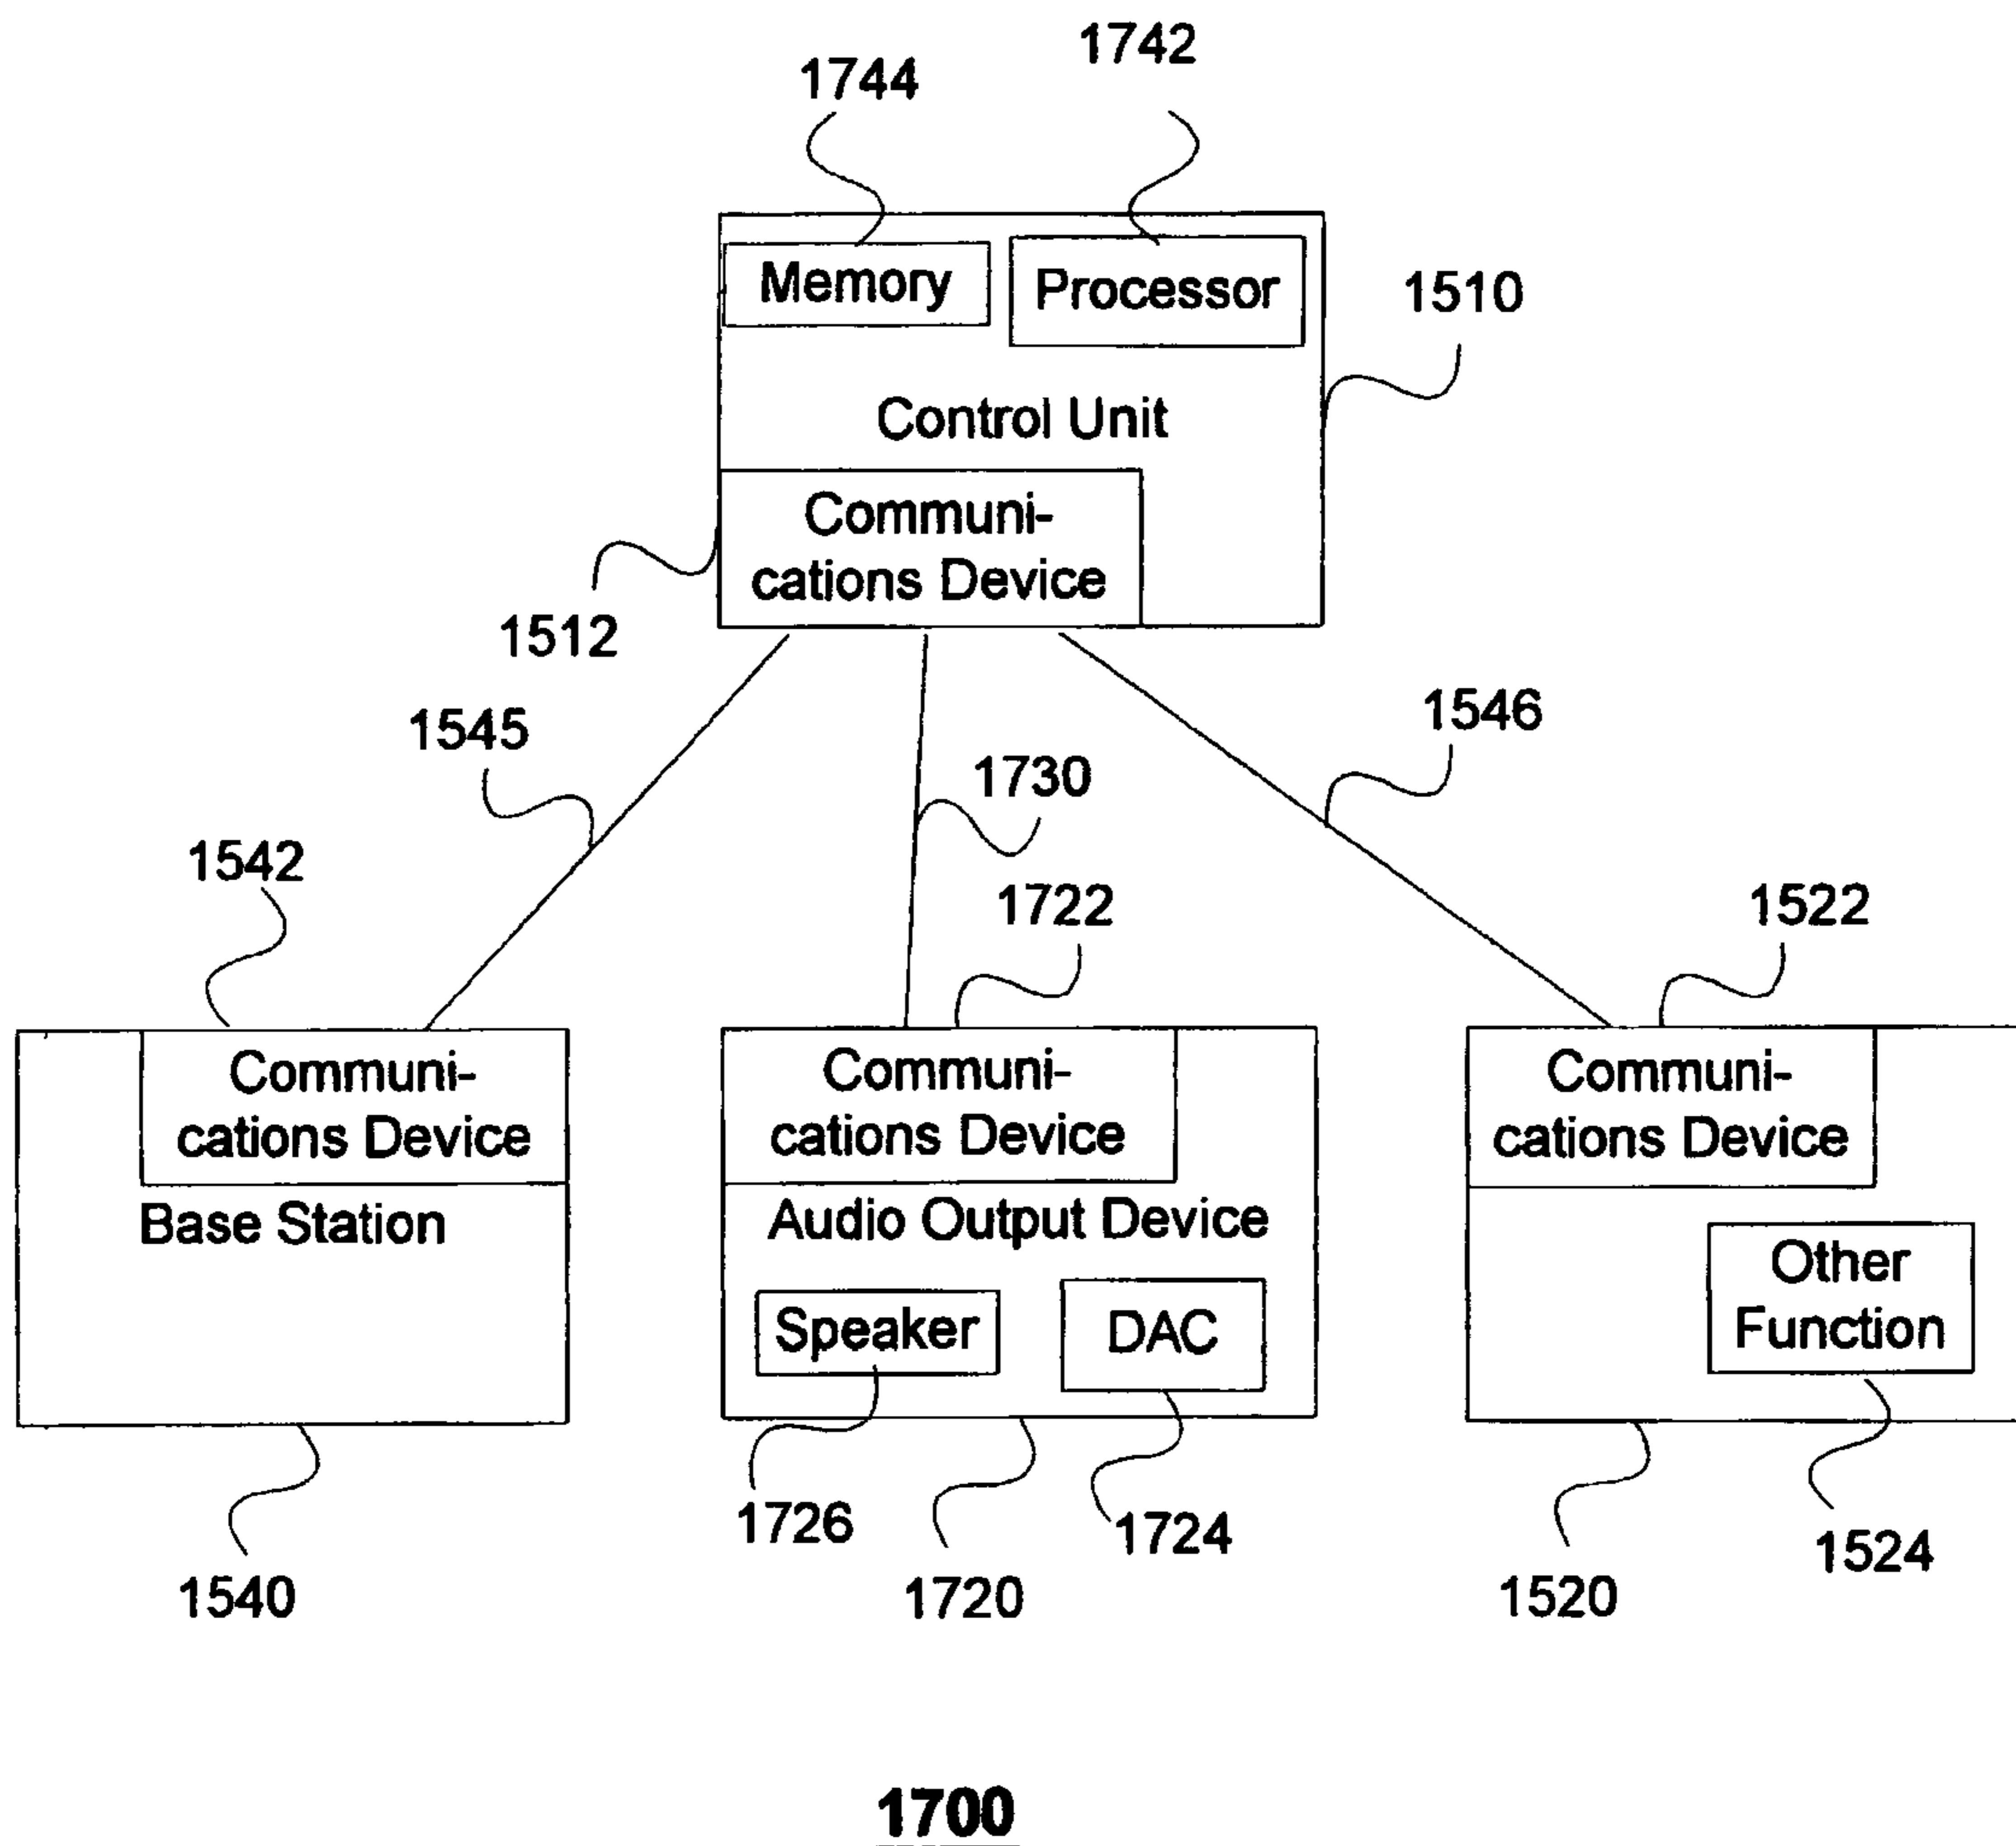 1742
1744
Memory
Processor
1510
Control Unit
Communi-
cations Device
1512
1545
1546
1730
1542
1722
1522
Communi-
cations Device
Base Station
Communi-
cations Device
Audio Output Device
Speaker
DAC
Communi-
cations Device
Other
Function
1726
1724
1524
1540
1720
1520
1700